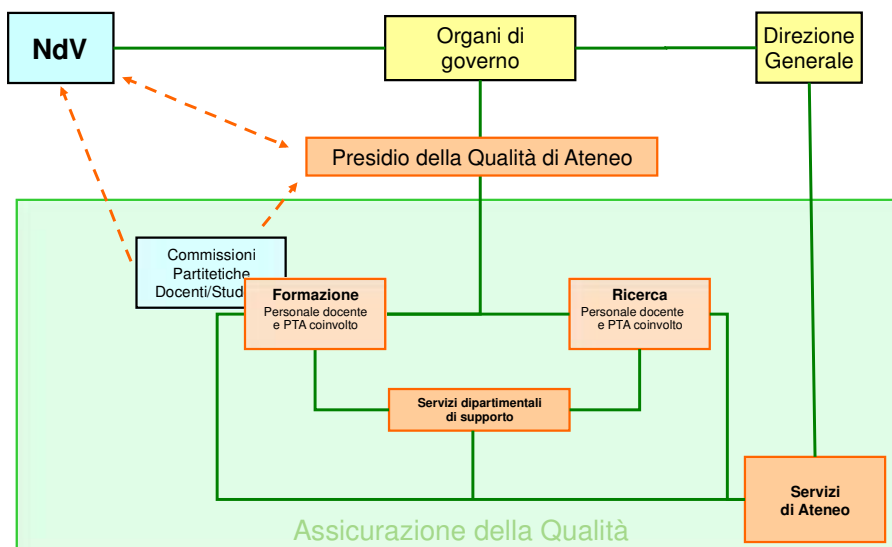 NdV
Organi di
governo
Direzione
Generale
Presidio della Qualità di Ateneo
Commissioni
Partitetiche
Docenti/Stud
Formazione
Personale docente
e PTA coinvolto
Ricerca
Personale docente
e PTA coinvolto
Servizi dipartimentali
di supporto
Servizi
di Ateneo
Assicurazione della Qualità